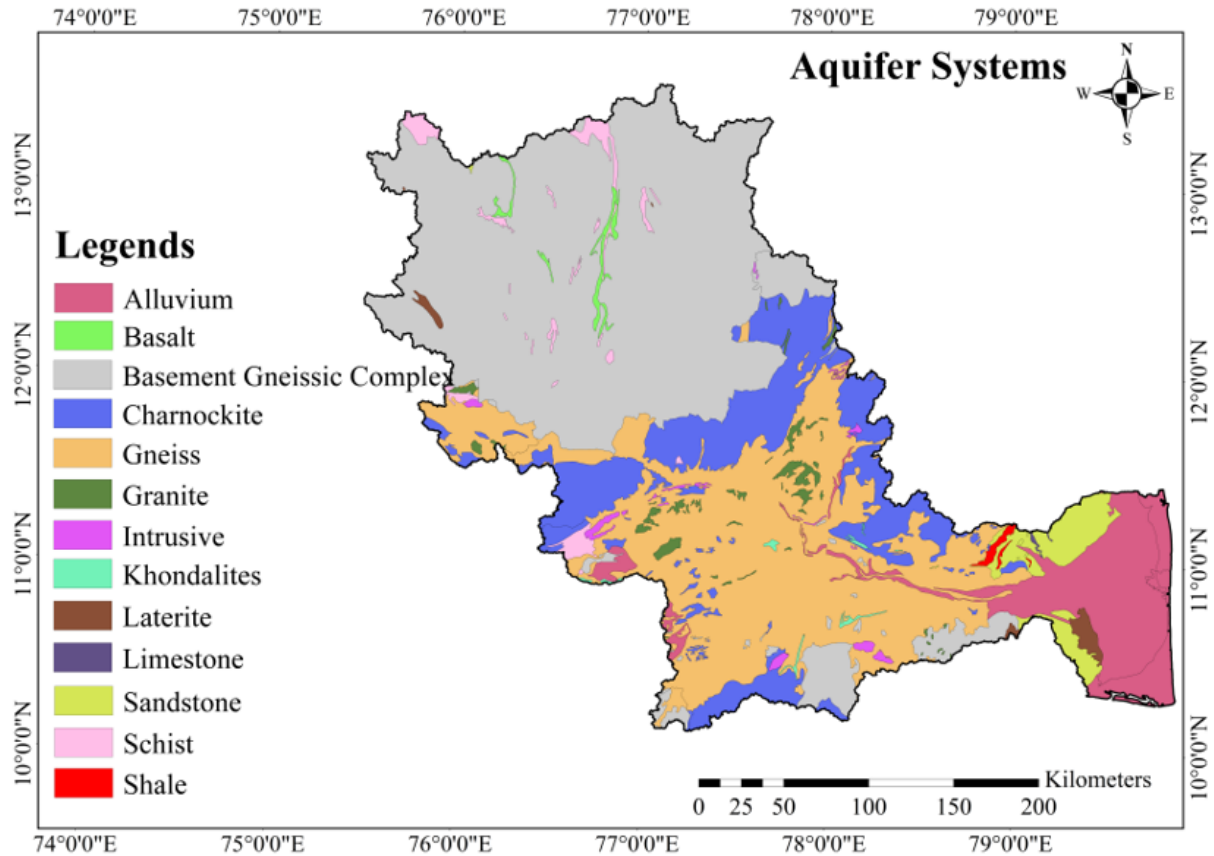 74°0'0"E 75°0'0"E 76°0'0"E 77°0'0"E 78°0'0"E 79°0'0"E
Aquifer Systems
N
W E
S
13°0'0"N
12°0'0"N
11°0'0"N
10°0'0"N
13°0'0"N
12°0'0"N
11°0'0"N
10°0'0"N
Legends
Alluvium
Basalt
Basement Gneissic Complex
Charnockite
Gneiss
Granite
Intrusive
Khondalites
Laterite
Limestone
Sandstone
Schist
Shale
Kilometers
0 25 50 100 150 200
74°0'0"E 75°0'0"E 76°0'0"E 77°0'0"E 78°0'0"E 79°0'0"E